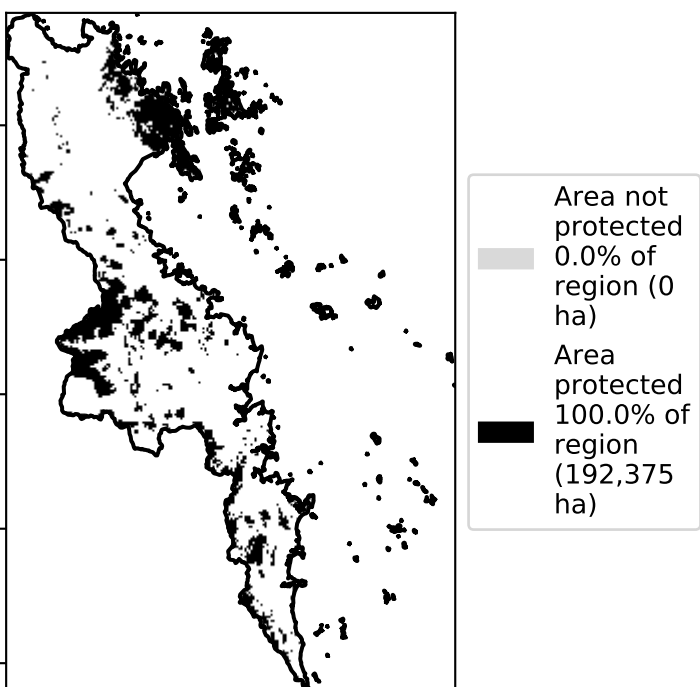 Area not
protected
0.0% of
region (0
ha)
Area
protected
100.0% of
region
(192,375
ha)